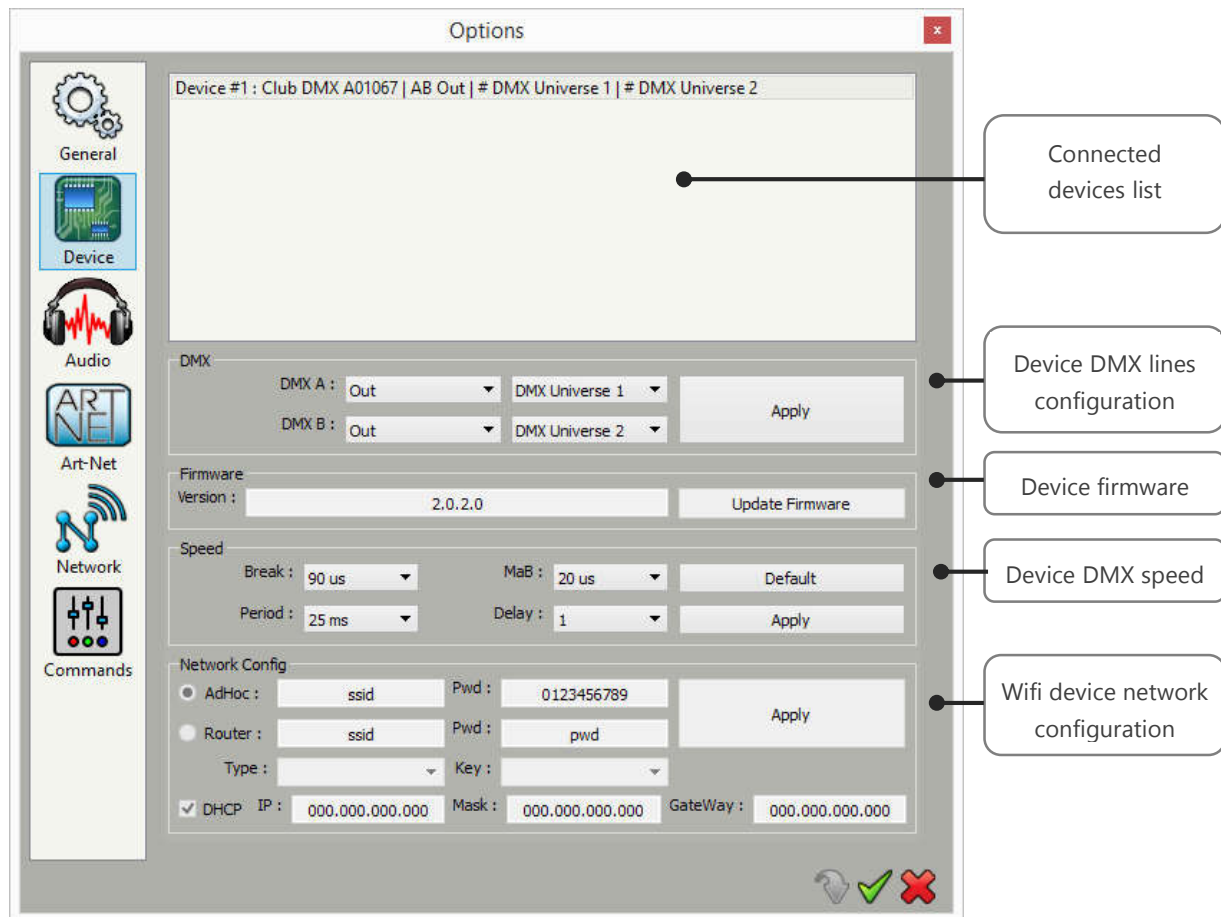 Options
x
Device #1 : Club DMX A01067 | AB Out | # DMX Universe 1 | # DMX Universe 2
General
Device
Audio
ART NET
Art-Net
Network
Commands
Connected
devices list
DMX
DMX A : Out DMX Universe 1
DMX B : Out DMX Universe 2
Apply
Device DMX lines
configuration
Firmware
Version : 2.0.2.0 Update Firmware
Device firmware
Speed
Break : 90 us MaB : 20 us Default
Period : 25 ms Delay : 1 Apply
Device DMX speed
Network Config
AdHoc : ssid Pwd : 0123456789
Router : ssid Pwd : pwd
Apply
Type : Key :
DHCP IP : 000.000.000.000 Mask : 000.000.000.000 GateWay : 000.000.000.000
Wifi device network
configuration